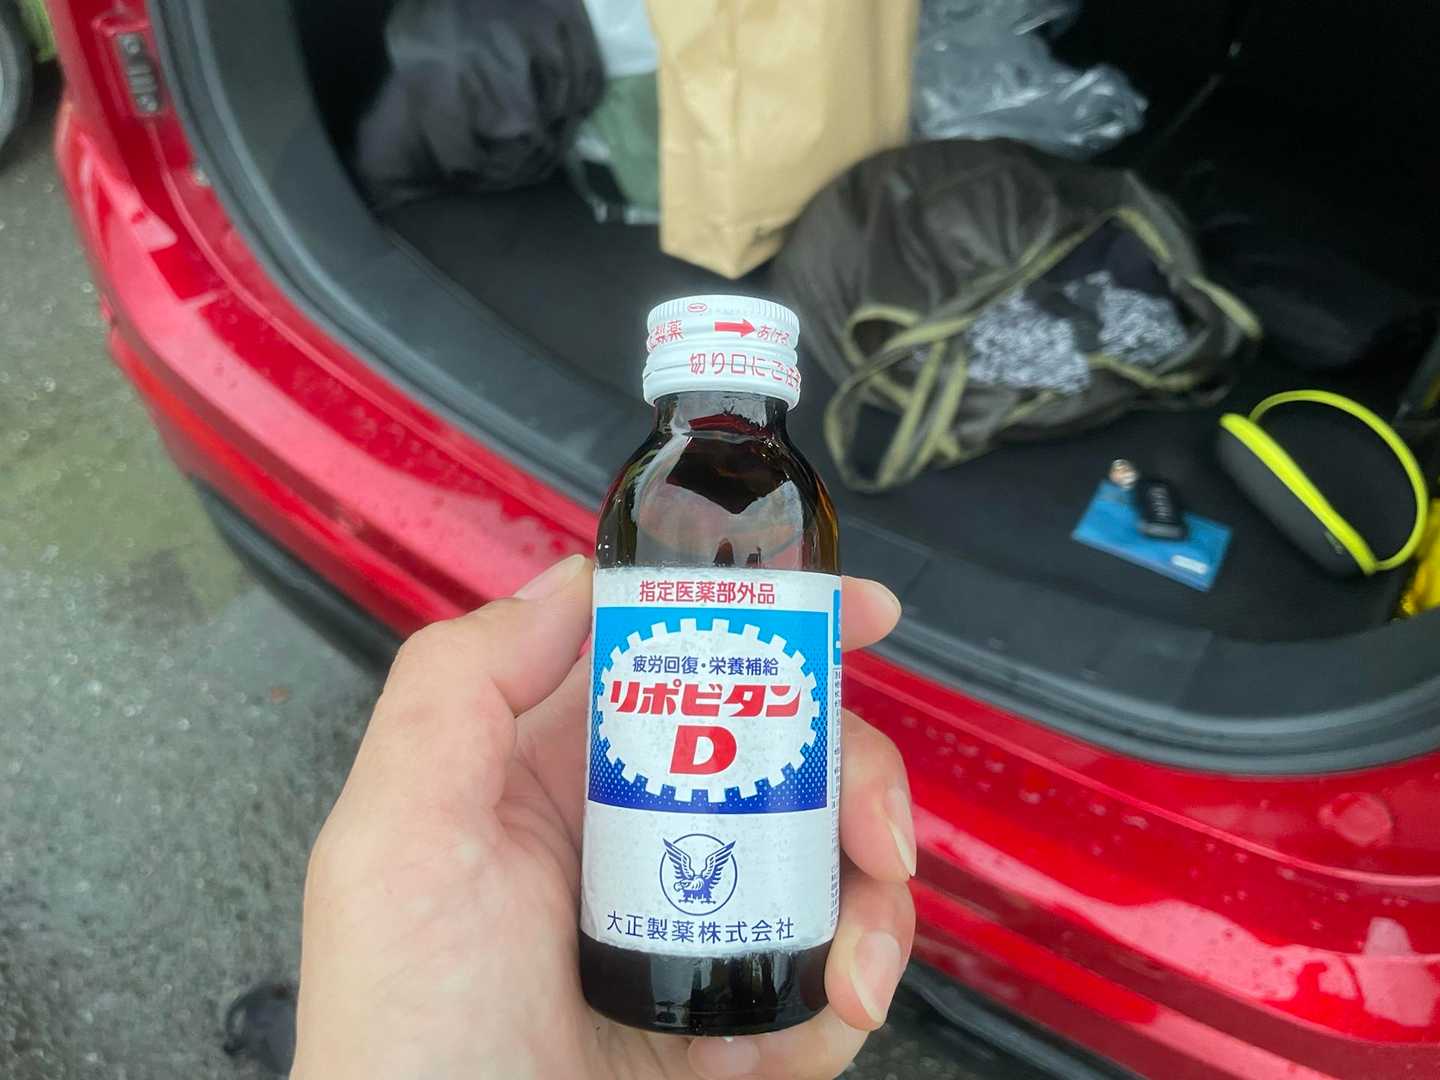 製薬 → あける
切り口にご注
指定医薬部外品
疲労回復・栄養補給
リポビタン
D
大正製薬株式会社